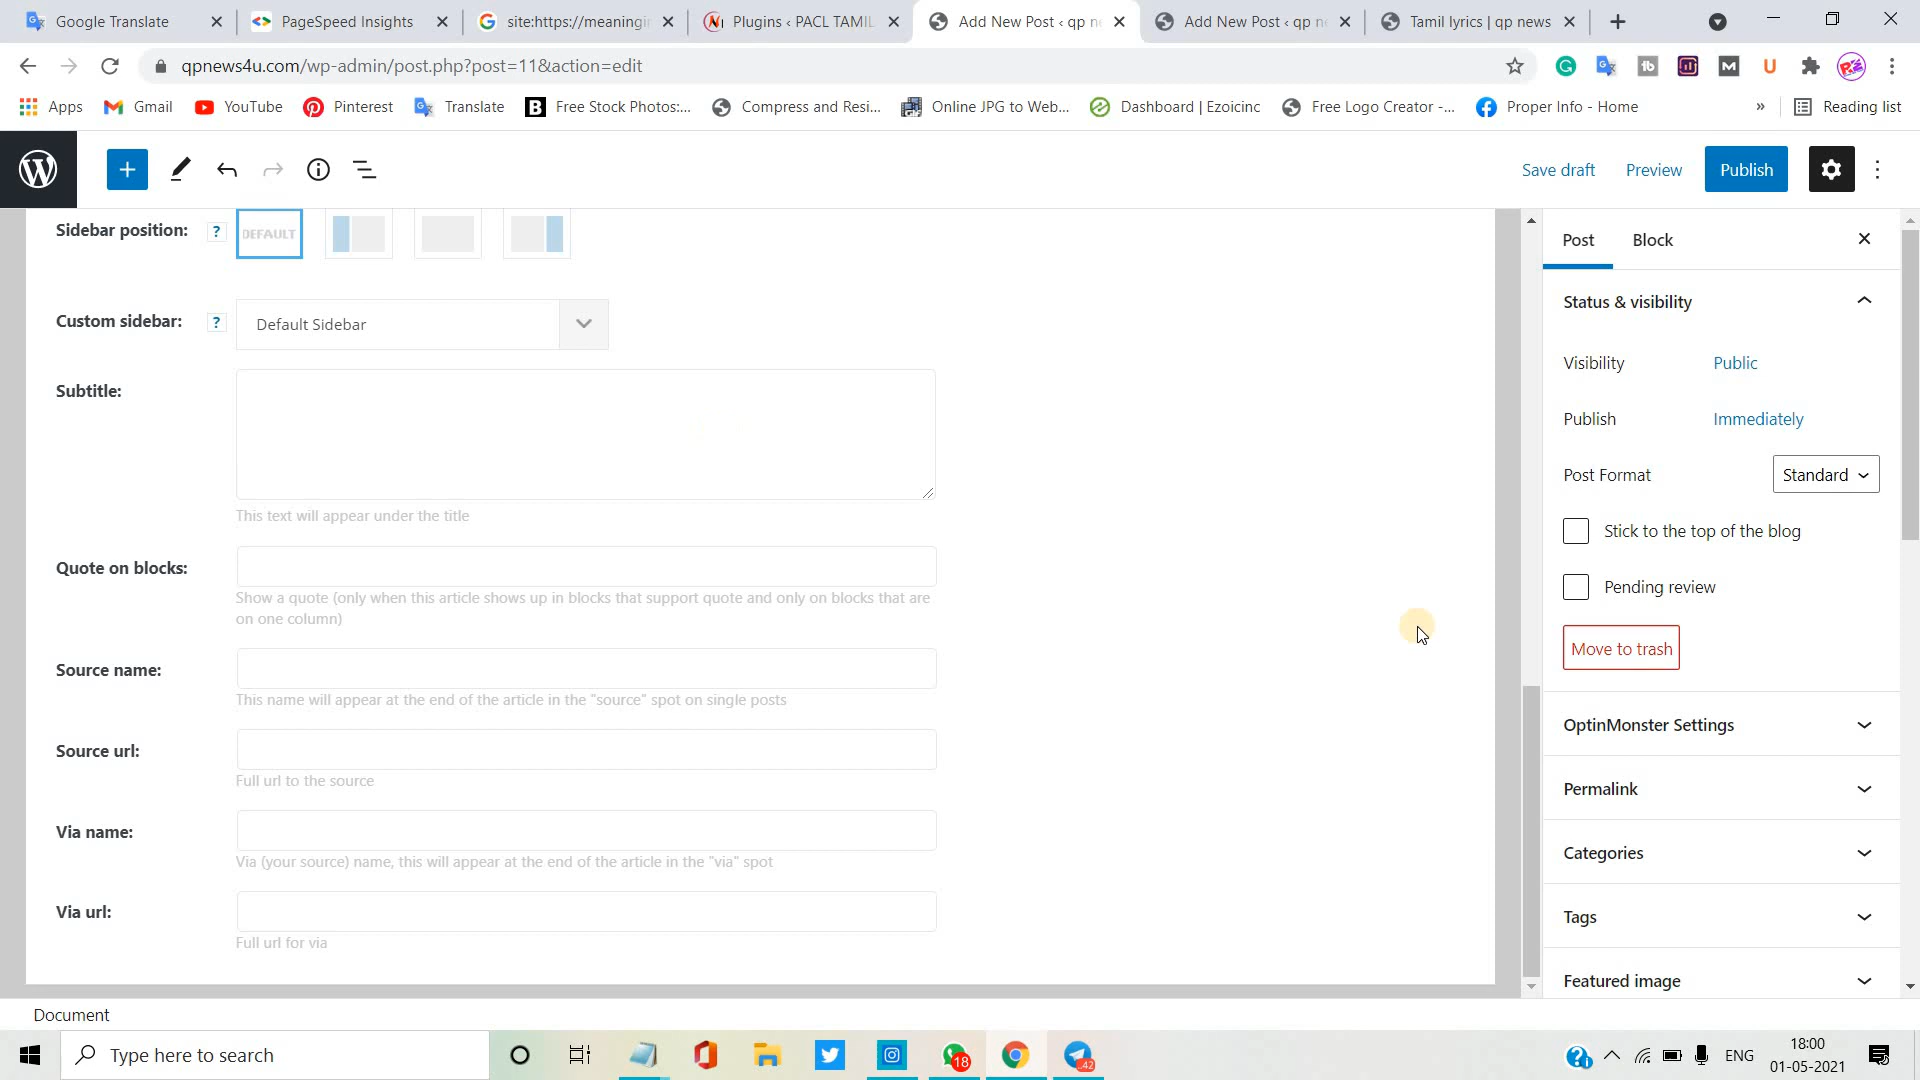 Google Translate
PageSpeed Insights
site:https://meaningir
Plugins ‹ PACL TAMIL
Add New Post ‹ qp ne
Add New Post ‹ qp ne
Tamil lyrics | qp news
qpnews4u.com/wp-admin/post.php?post=11&action=edit
Apps
Gmail
YouTube
Pinterest
Translate
Free Stock Photos:...
Compress and Resi...
Online JPG to Web...
Dashboard | Ezoicinc
Free Logo Creator -...
Proper Info - Home
»
Reading list
Save draft
Preview
Publish
Sidebar position:
?
DEFAULT
Custom sidebar:
?
Default Sidebar
Subtitle:
This text will appear under the title
Quote on blocks:
Show a quote (only when this article shows up in blocks that support quote and only on blocks that are
on one column)
Source name:
This name will appear at the end of the article in the "source" spot on single posts
Source url:
Full url to the source
Via name:
Via (your source) name, this will appear at the end of the article in the "via" spot
Via url:
Full url for via
Post
Block
Status & visibility
Visibility
Public
Publish
Immediately
Post Format
Standard
Stick to the top of the blog
Pending review
Move to trash
OptinMonster Settings
Permalink
Categories
Tags
Featured image
Document
Type here to search
18
42
ENG
18:00
01-05-2021